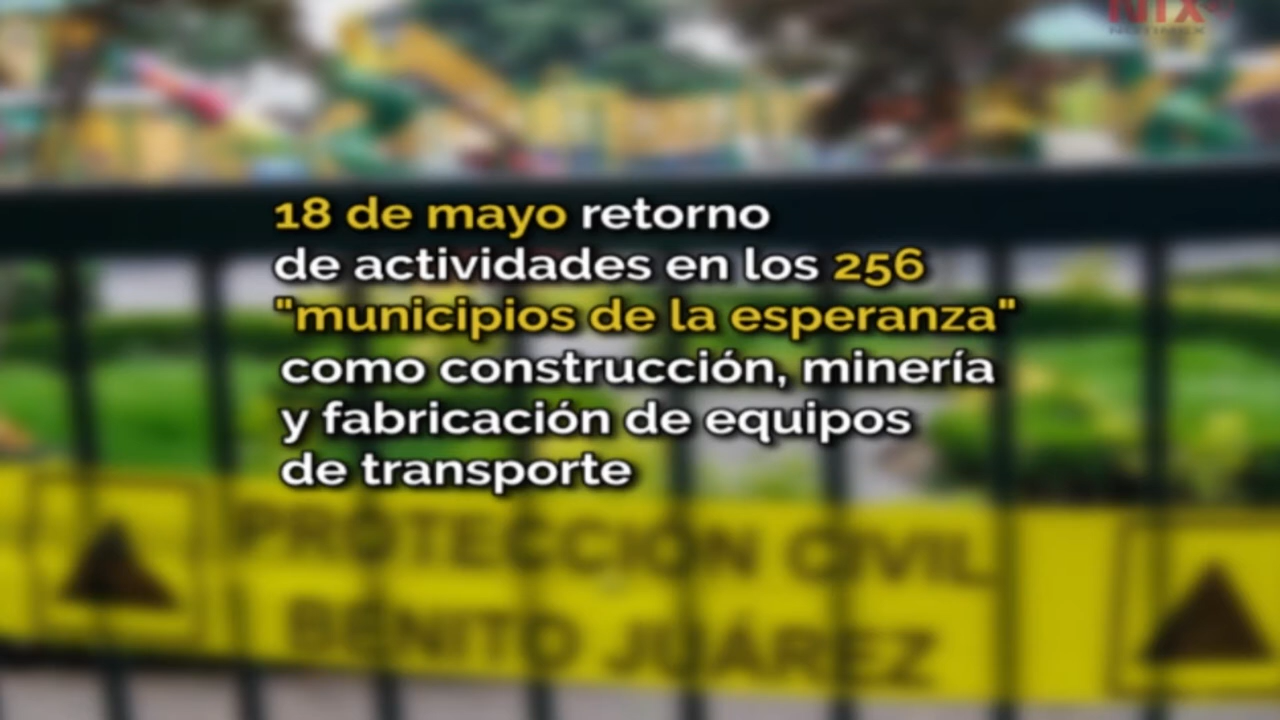 NTX
18 de mayo retorno
de actividades en los 256
"municipios de la esperanza"
como construcción, minería
y fabricación de equipos
de transporte
PROTECCIÓN CIVIL
BENITO JUÁREZ